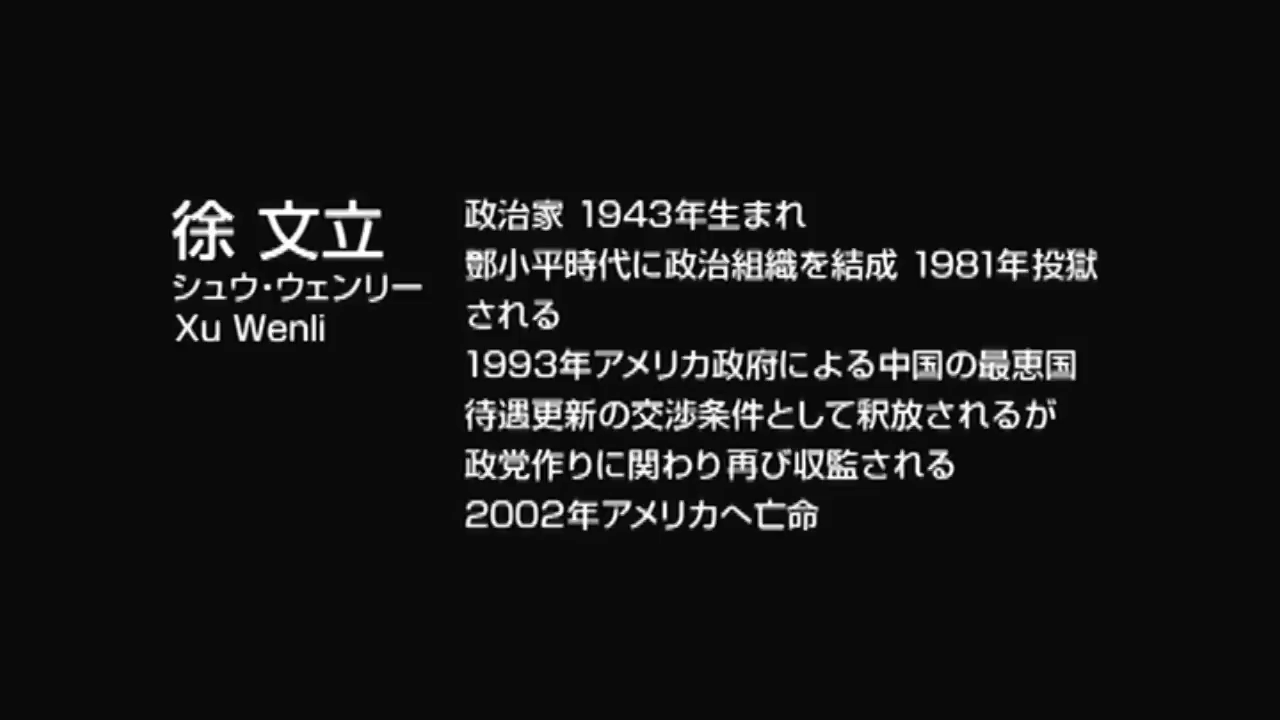 徐 文立
シュウ・ウェンリー
Xu Wenli
政治家 1943年生まれ
鄧小平時代に政治組織を結成 1981年投獄
される
1993年アメリカ政府による中国の最恵国
待遇更新の交渉条件として釈放されるが
政党作りに関わり再び収監される
2002年アメリカへ亡命